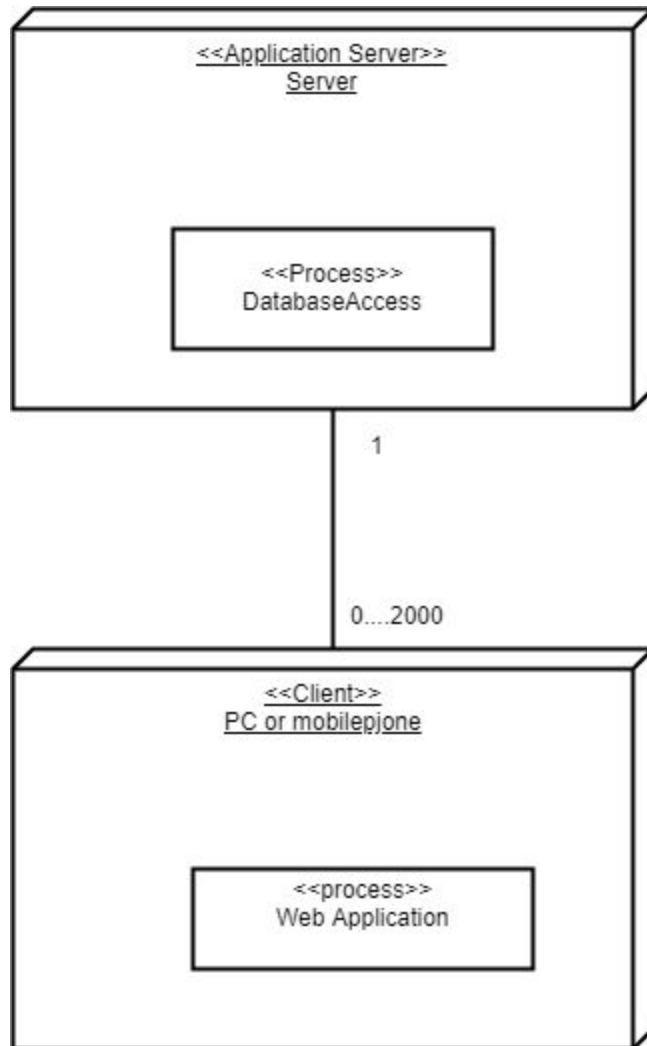 <<Application Server>>
Server
<<Process>>
DatabaseAccess
1
0....2000
<<Client>>
PC or mobilepjone
<<process>>
Web Application